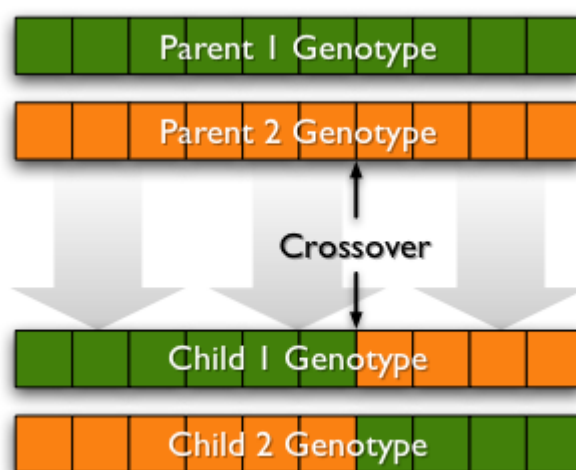 Parent 1 Genotype
Parent 2 Genotype
Crossover
Child 1 Genotype
Child 2 Genotype